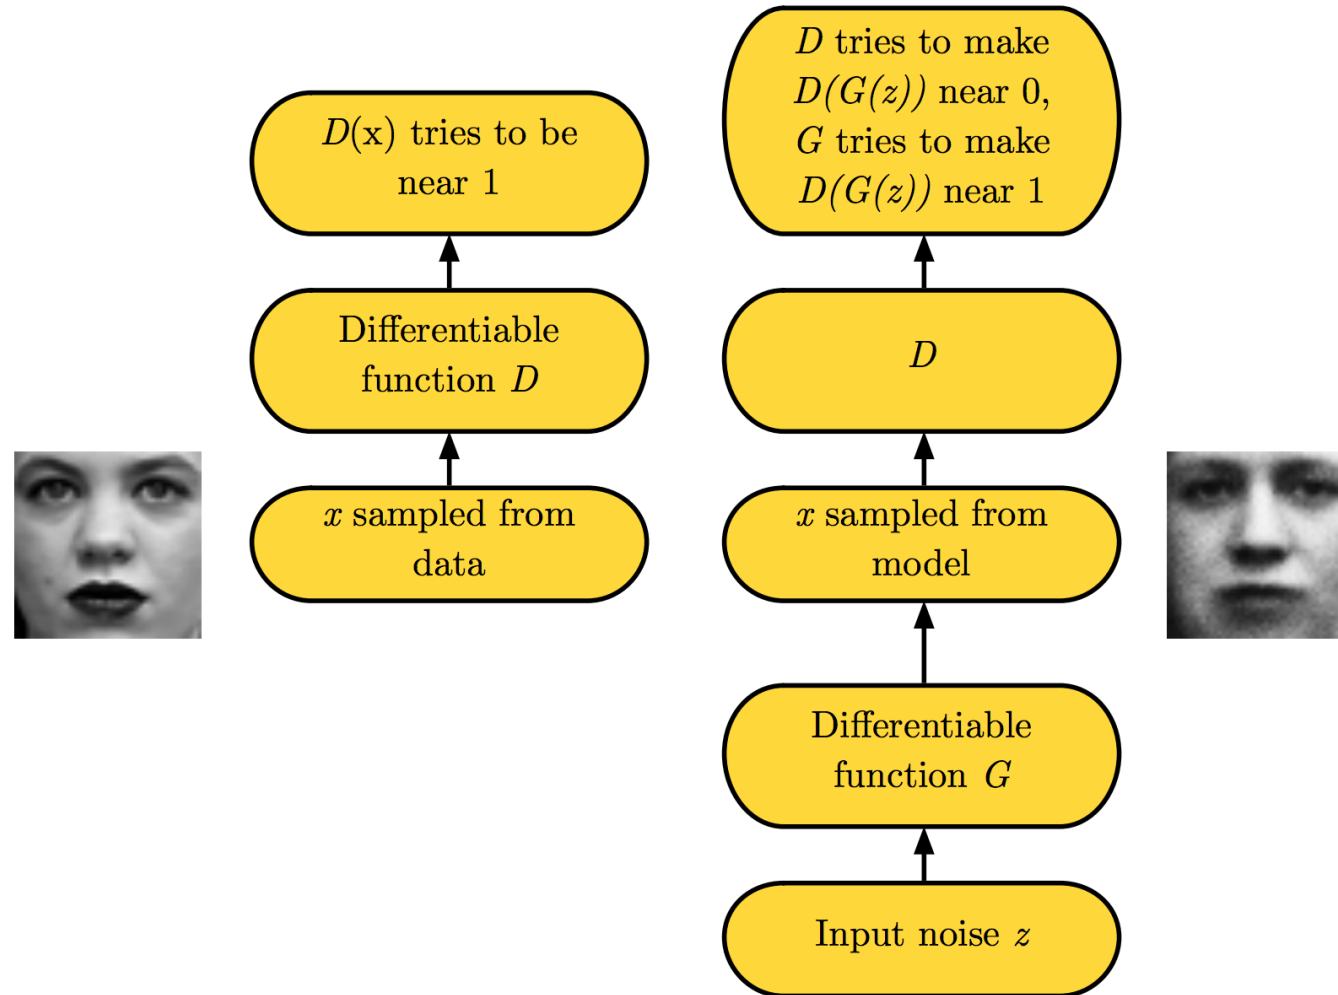 D(x) tries to be
near 1
Differentiable
function D
x sampled from
data
D tries to make
D(G(z)) near 0,
G tries to make
D(G(z)) near 1
D
x sampled from
model
Differentiable
function G
Input noise z